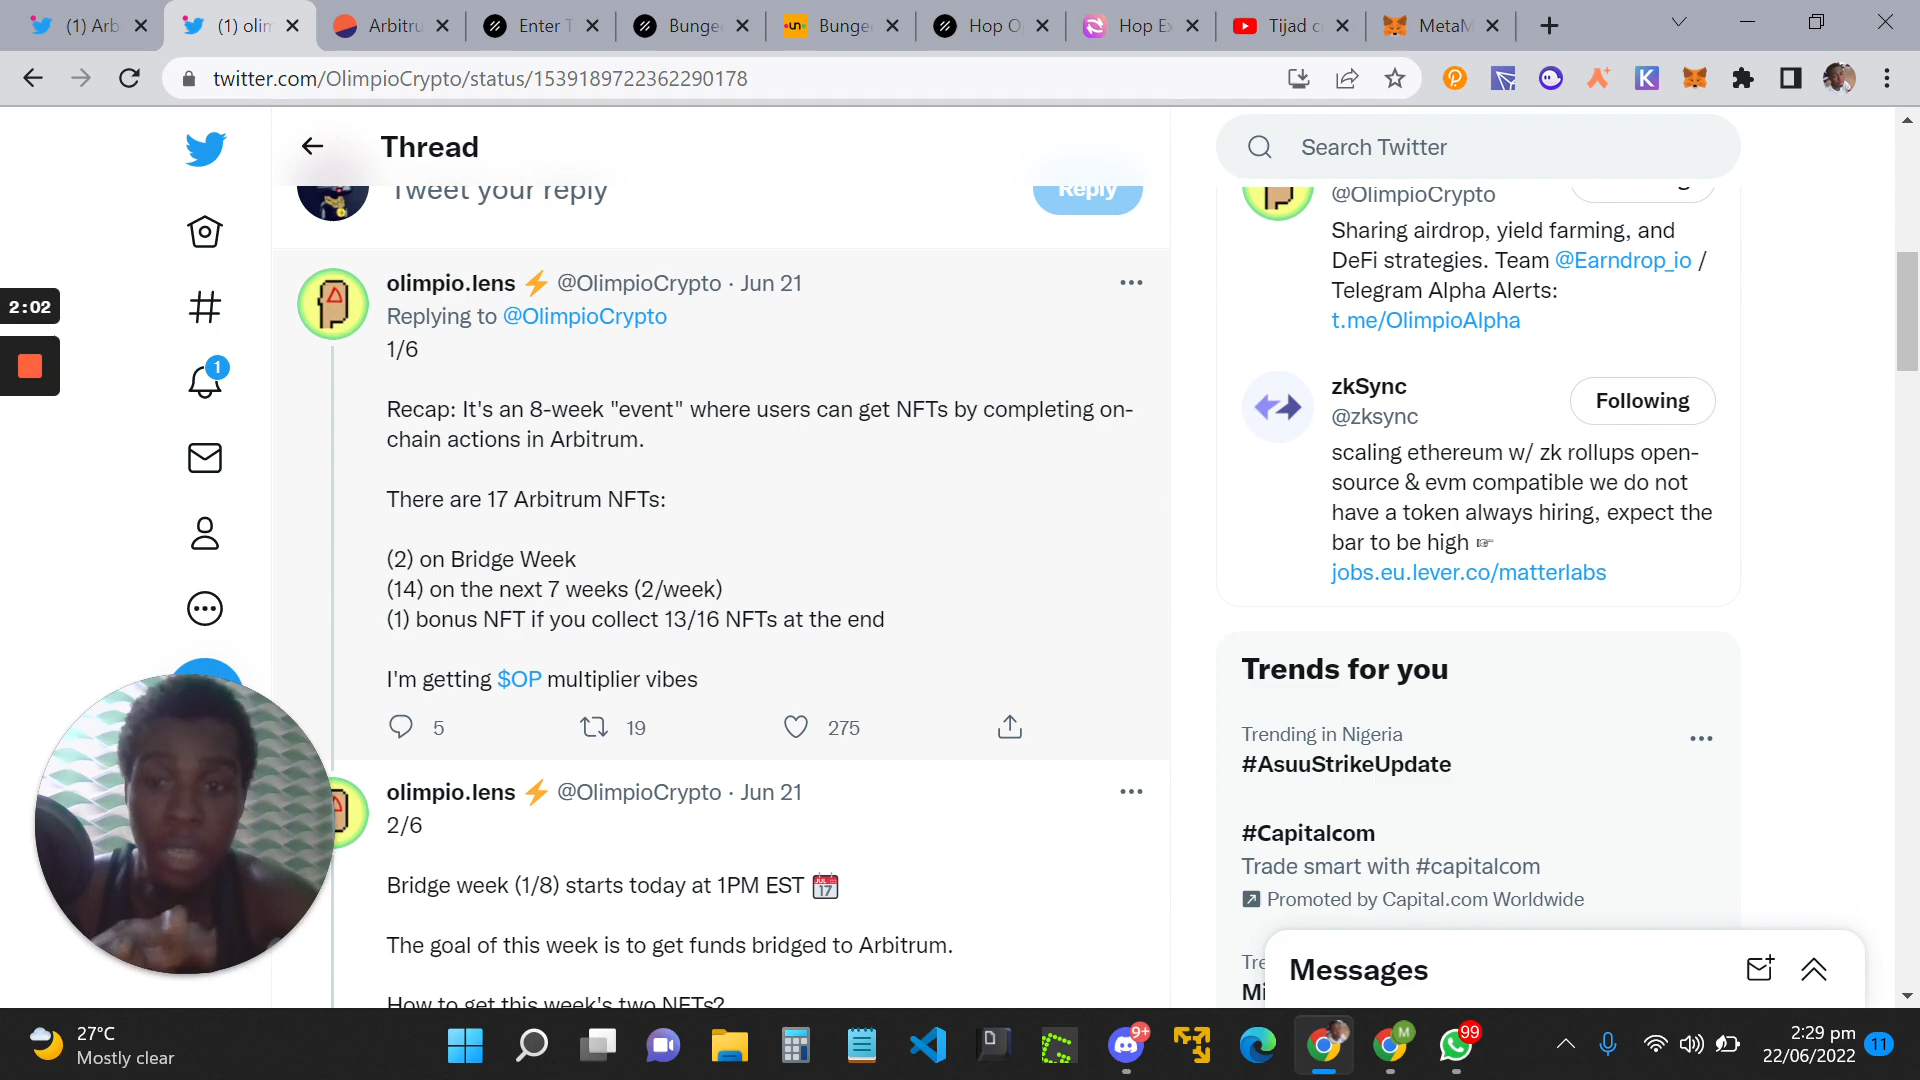 (1) Arb
(1) olim
Arbitru
Enter T
Bunge
Bunge
Hop O
Hop Ex
Tijad c
MetaM
twitter.com/OlimpioCrypto/status/1539189722362290178
Thread
Tweet your reply
Reply
olimpio.lens ⚡ @OlimpioCrypto · Jun 21
Replying to @OlimpioCrypto
1/6
Recap: It's an 8-week "event" where users can get NFTs by completing on-
chain actions in Arbitrum.
There are 17 Arbitrum NFTs:
(2) on Bridge Week
(14) on the next 7 weeks (2/week)
(1) bonus NFT if you collect 13/16 NFTs at the end
I'm getting $OP multiplier vibes
5
19
275
olimpio.lens ⚡ @OlimpioCrypto · Jun 21
2/6
Bridge week (1/8) starts today at 1PM EST
The goal of this week is to get funds bridged to Arbitrum.
How to get this week's two NFTs?
2:02
1
Search Twitter
@OlimpioCrypto
Sharing airdrop, yield farming, and
DeFi strategies. Team @Earndrop_io /
Telegram Alpha Alerts:
t.me/OlimpioAlpha
zkSync
@zksync
Following
scaling ethereum w/ zk rollups open-
source & evm compatible we do not
have a token always hiring, expect the
bar to be high ☞
jobs.eu.lever.co/matterlabs
Trends for you
Trending in Nigeria
#AsuuStrikeUpdate
#Capitalcom
Trade smart with #capitalcom
Promoted by Capital.com Worldwide
Tre
Mi
Messages
27°C
Mostly clear
9+
M
99
2:29 pm
22/06/2022
11